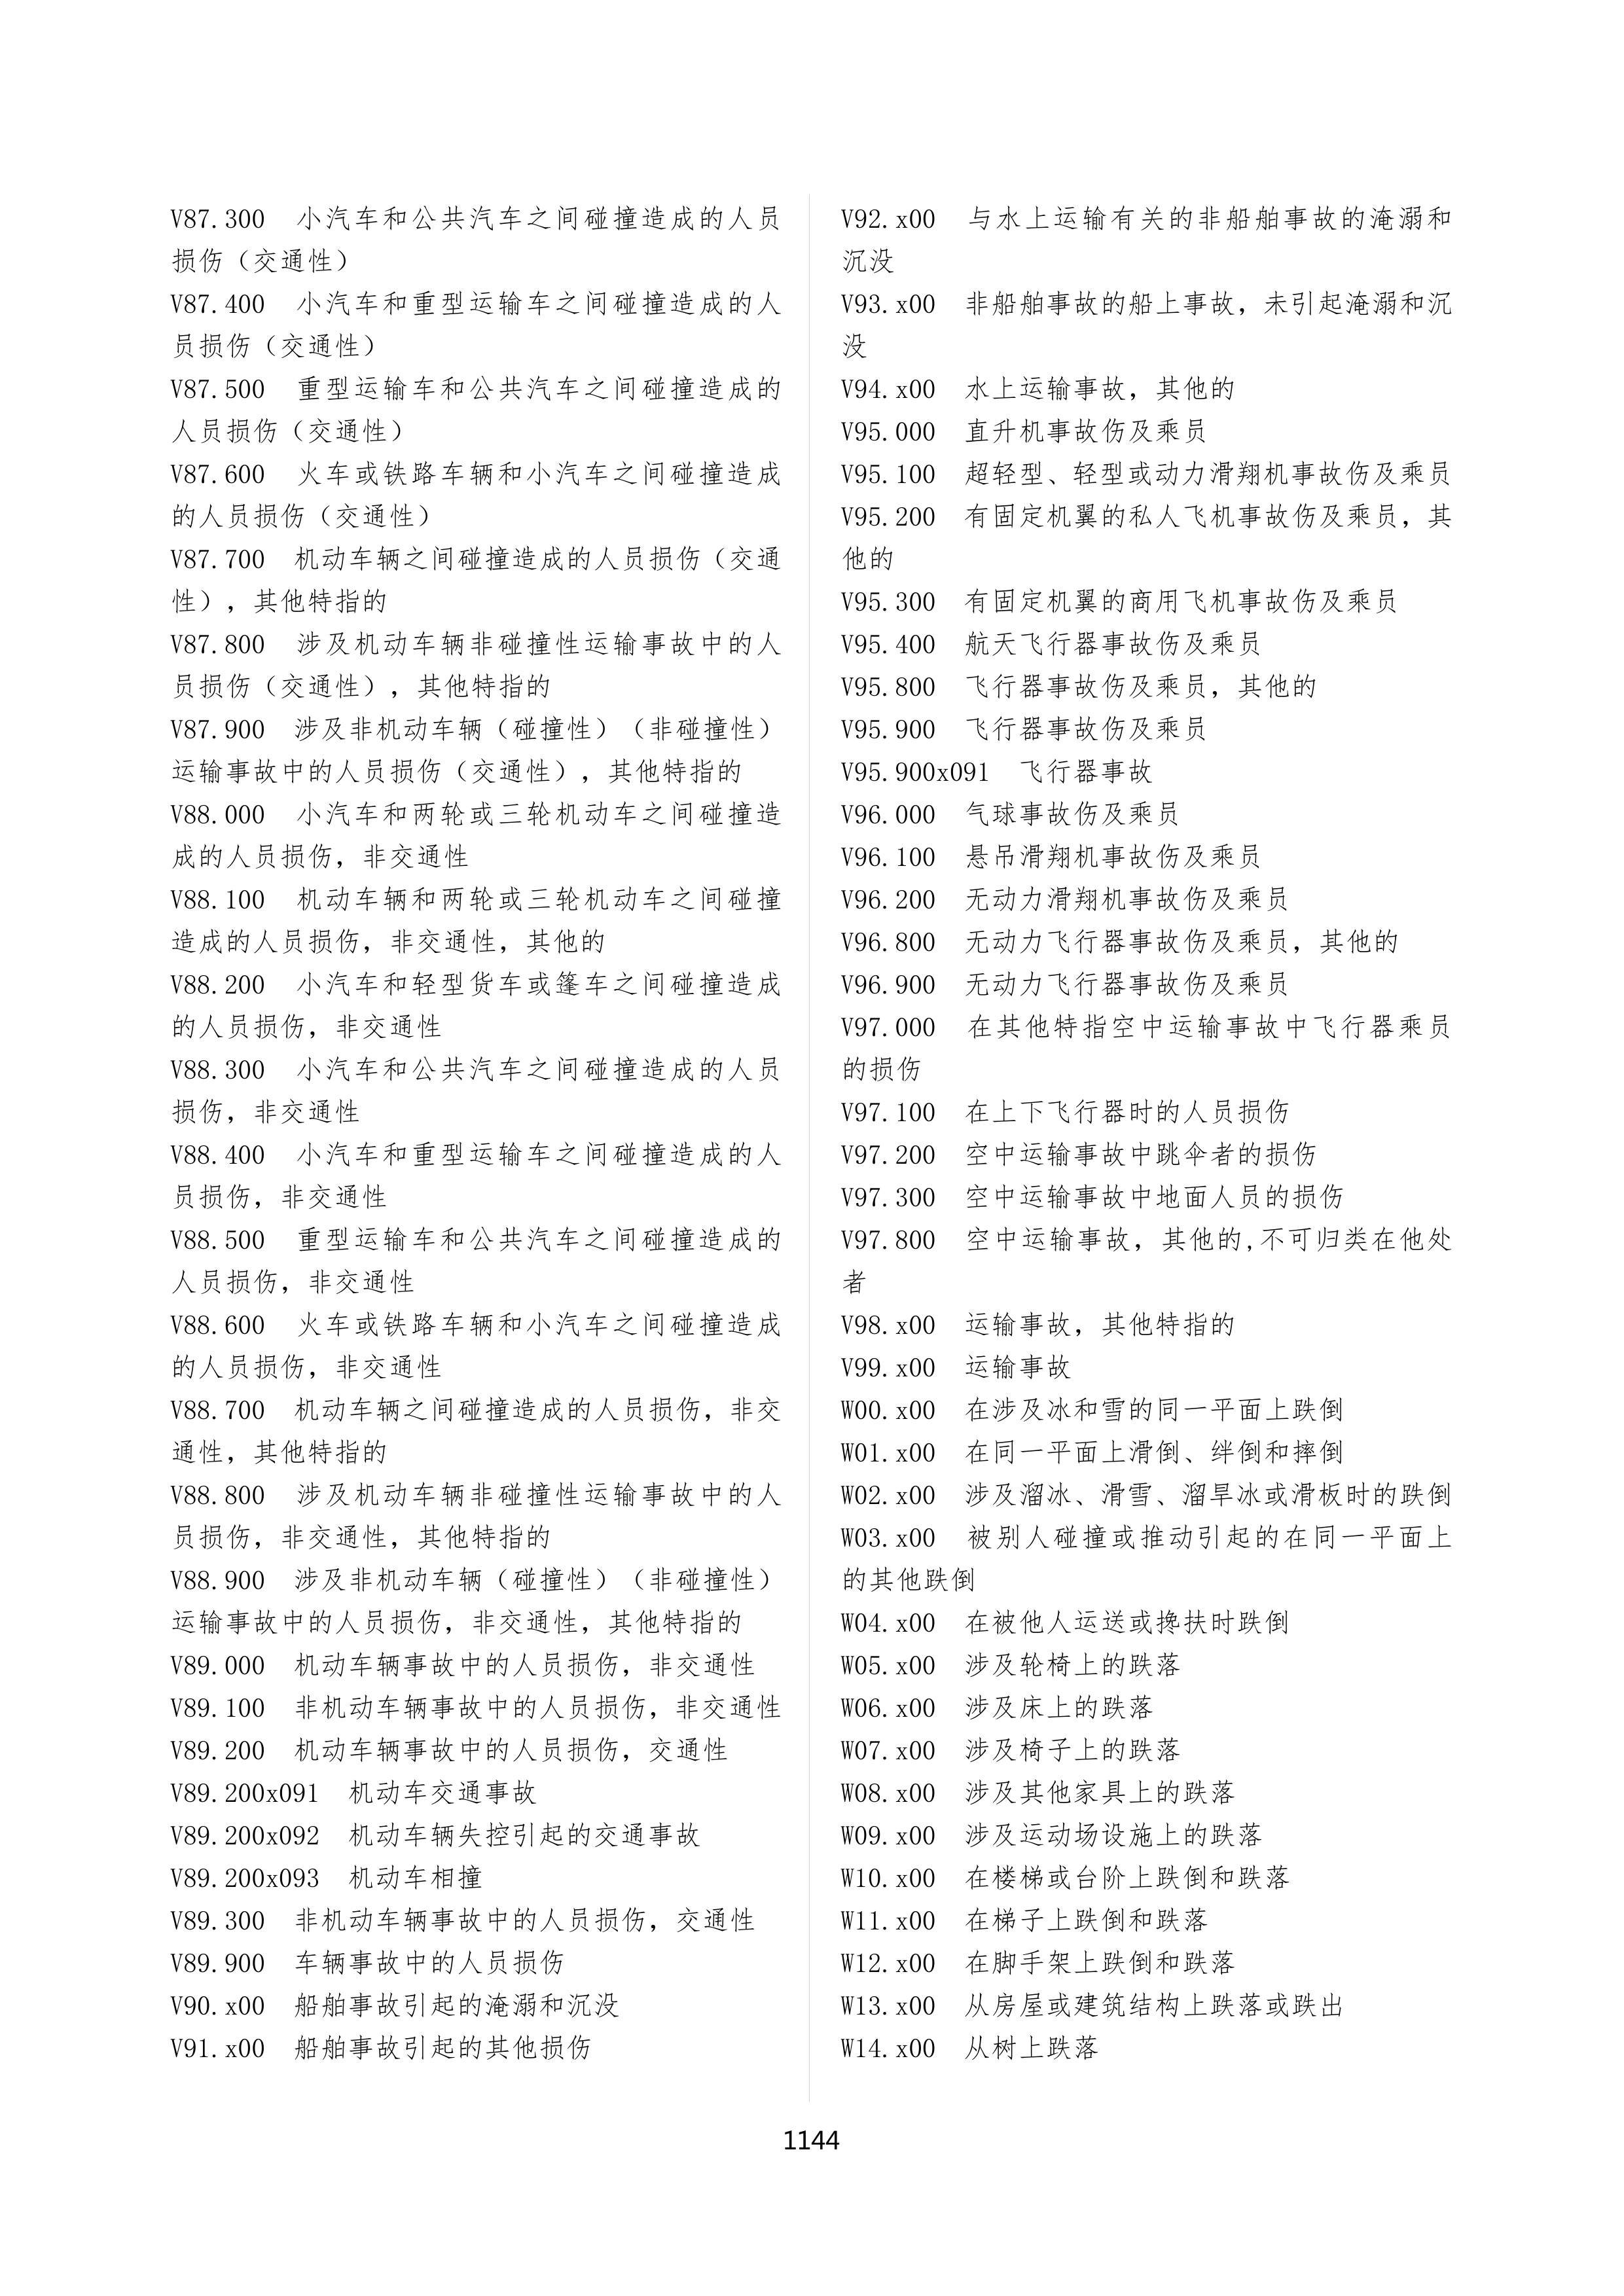 V87.300 小汽车和公共汽车之间碰撞造成的人员
损伤（交通性）
V87.400 小汽车和重型运输车之间碰撞造成的人
员损伤（交通性）
V87.500 重型运输车和公共汽车之间碰撞造成的
人员损伤（交通性）
V87.600 火车或铁路车辆和小汽车之间碰撞造成
的人员损伤（交通性）
V87.700 机动车辆之间碰撞造成的人员损伤（交通
性），其他特指的
V87.800 涉及机动车辆非碰撞性运输事故中的人
员损伤（交通性），其他特指的
V87.900 涉及非机动车辆（碰撞性）（非碰撞性）
运输事故中的人员损伤（交通性），其他特指的
V88.000 小汽车和两轮或三轮机动车之间碰撞造
成的人员损伤，非交通性
V88.100 机动车辆和两轮或三轮机动车之间碰撞
造成的人员损伤，非交通性，其他的
V88.200 小汽车和轻型货车或篷车之间碰撞造成
的人员损伤，非交通性
V88.300 小汽车和公共汽车之间碰撞造成的人员
损伤，非交通性
V88.400 小汽车和重型运输车之间碰撞造成的人
员损伤，非交通性
V88.500 重型运输车和公共汽车之间碰撞造成的
人员损伤，非交通性
V88.600 火车或铁路车辆和小汽车之间碰撞造成
的人员损伤，非交通性
V88.700 机动车辆之间碰撞造成的人员损伤，非交
通性，其他特指的
V88.800 涉及机动车辆非碰撞性运输事故中的人
员损伤，非交通性，其他特指的
V88.900 涉及非机动车辆（碰撞性）（非碰撞性）
运输事故中的人员损伤，非交通性，其他特指的
V89.000 机动车辆事故中的人员损伤，非交通性
V89.100 非机动车辆事故中的人员损伤，非交通性
V89.200 机动车辆事故中的人员损伤，交通性
V89.200x091 机动车交通事故
V89.200x092 机动车辆失控引起的交通事故
V89.200x093 机动车相撞
V89.300 非机动车辆事故中的人员损伤，交通性
V89.900 车辆事故中的人员损伤
V90.x00 船舶事故引起的淹溺和沉没
V91.x00 船舶事故引起的其他损伤
V92.x00 与水上运输有关的非船舶事故的淹溺和
沉没
V93.x00 非船舶事故的船上事故，未引起淹溺和沉
没
V94.x00 水上运输事故，其他的
V95.000 直升机事故伤及乘员
V95.100 超轻型、轻型或动力滑翔机事故伤及乘员
V95.200 有固定机翼的私人飞机事故伤及乘员，其
他的
V95.300 有固定机翼的商用飞机事故伤及乘员
V95.400 航天飞行器事故伤及乘员
V95.800 飞行器事故伤及乘员，其他的
V95.900 飞行器事故伤及乘员
V95.900x091 飞行器事故
V96.000 气球事故伤及乘员
V96.100 悬吊滑翔机事故伤及乘员
V96.200 无动力滑翔机事故伤及乘员
V96.800 无动力飞行器事故伤及乘员，其他的
V96.900 无动力飞行器事故伤及乘员
V97.000 在其他特指空中运输事故中飞行器乘员
的损伤
V97.100 在上下飞行器时的人员损伤
V97.200 空中运输事故中跳伞者的损伤
V97.300 空中运输事故中地面人员的损伤
V97.800 空中运输事故，其他的,不可归类在他处
者
V98.x00 运输事故，其他特指的
V99.x00 运输事故
W00.x00 在涉及冰和雪的同一平面上跌倒
W01.x00 在同一平面上滑倒、绊倒和摔倒
W02.x00 涉及溜冰、滑雪、溜旱冰或滑板时的跌倒
W03.x00 被别人碰撞或推动引起的在同一平面上
的其他跌倒
W04.x00 在被他人运送或搀扶时跌倒
W05.x00 涉及轮椅上的跌落
W06.x00 涉及床上的跌落
W07.x00 涉及椅子上的跌落
W08.x00 涉及其他家具上的跌落
W09.x00 涉及运动场设施上的跌落
W10.x00 在楼梯或台阶上跌倒和跌落
W11.x00 在梯子上跌倒和跌落
W12.x00 在脚手架上跌倒和跌落
W13.x00 从房屋或建筑结构上跌落或跌出
W14.x00 从树上跌落
1144